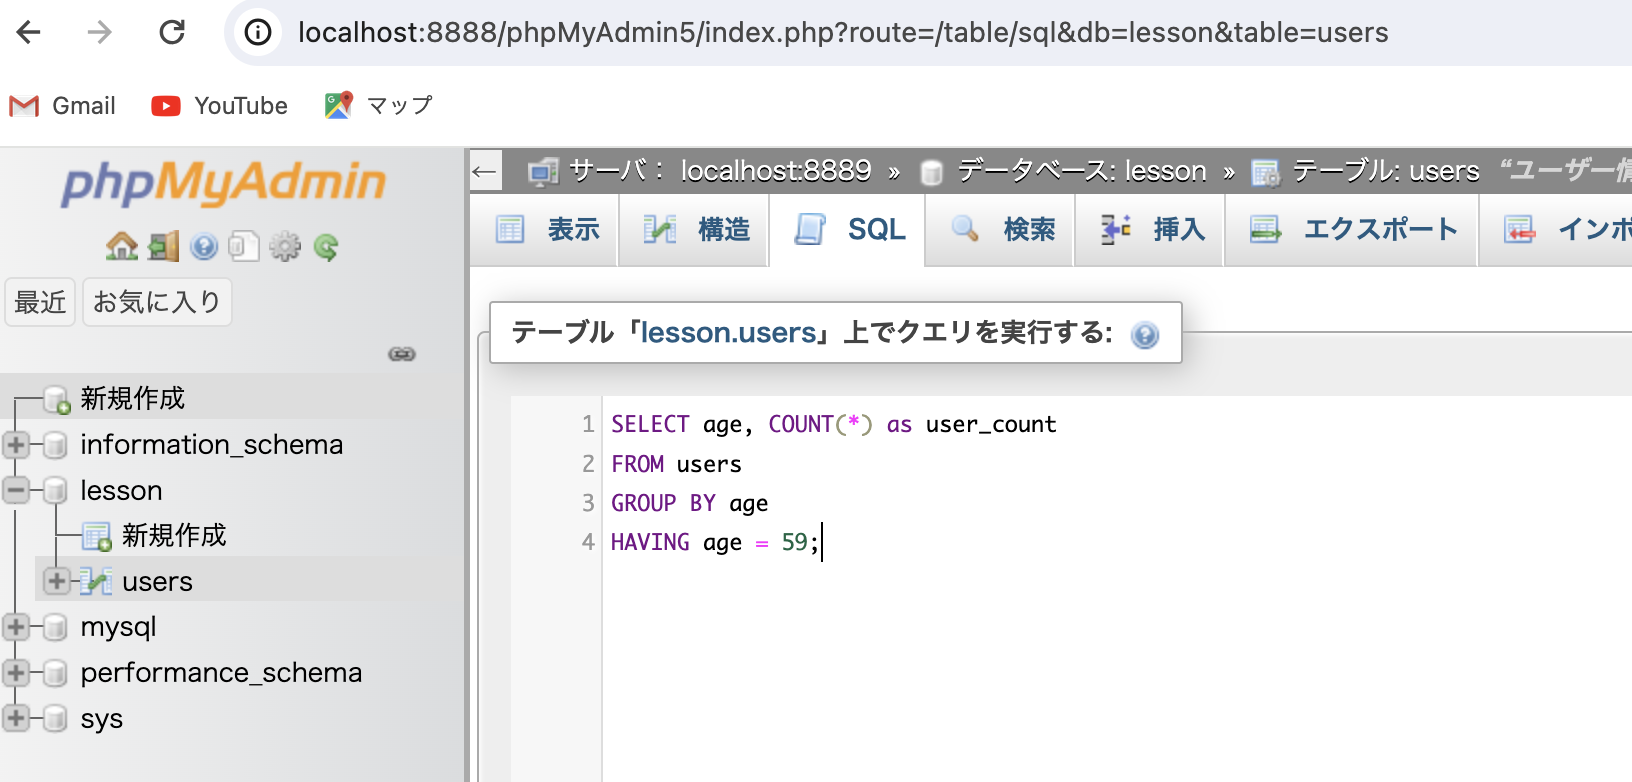 localhost:8888/phpMyAdmin5/index.php?route=/table/sql&db=lesson&table=users
Gmail YouTube マップ
phpMyAdmin
最近 お気に入り
新規作成
information_schema
lesson
新規作成
users
mysql
performance_schema
sys
← サーバ： localhost:8889 » データベース: lesson » テーブル: users “ユーザー情
表示 構造 SQL 検索 挿入 エクスポート インポ
テーブル「lesson.users」上でクエリを実行する:
1 SELECT age, COUNT(*) as user_count
2 FROM users
3 GROUP BY age
4 HAVING age = 59;